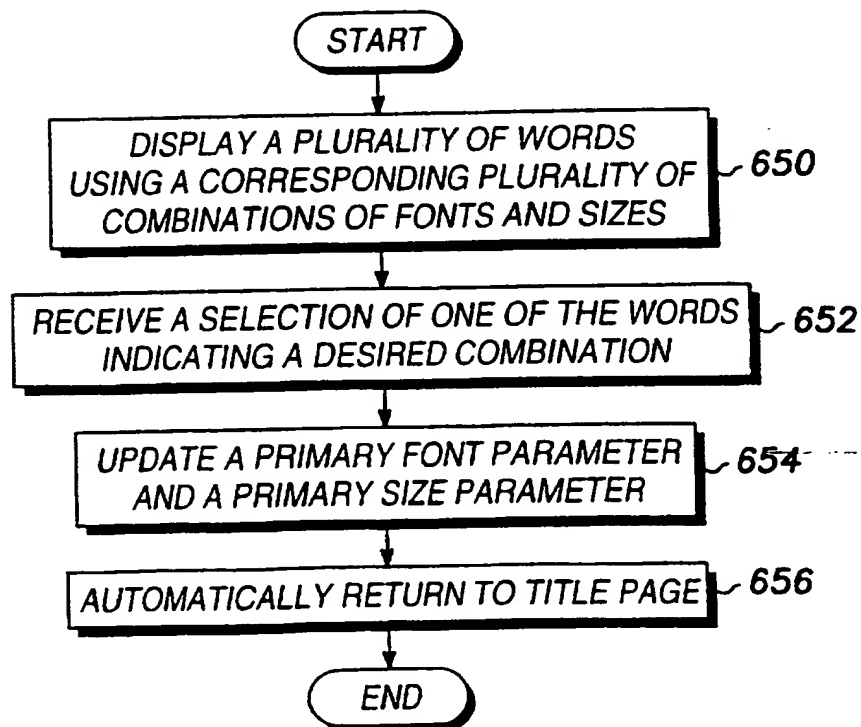 START
DISPLAY A PLURALITY OF WORDS
USING A CORRESPONDING PLURALITY OF
COMBINATIONS OF FONTS AND SIZES
650
RECEIVE A SELECTION OF ONE OF THE WORDS
INDICATING A DESIRED COMBINATION
652
UPDATE A PRIMARY FONT PARAMETER
AND A PRIMARY SIZE PARAMETER
654
AUTOMATICALLY RETURN TO TITLE PAGE
656
END